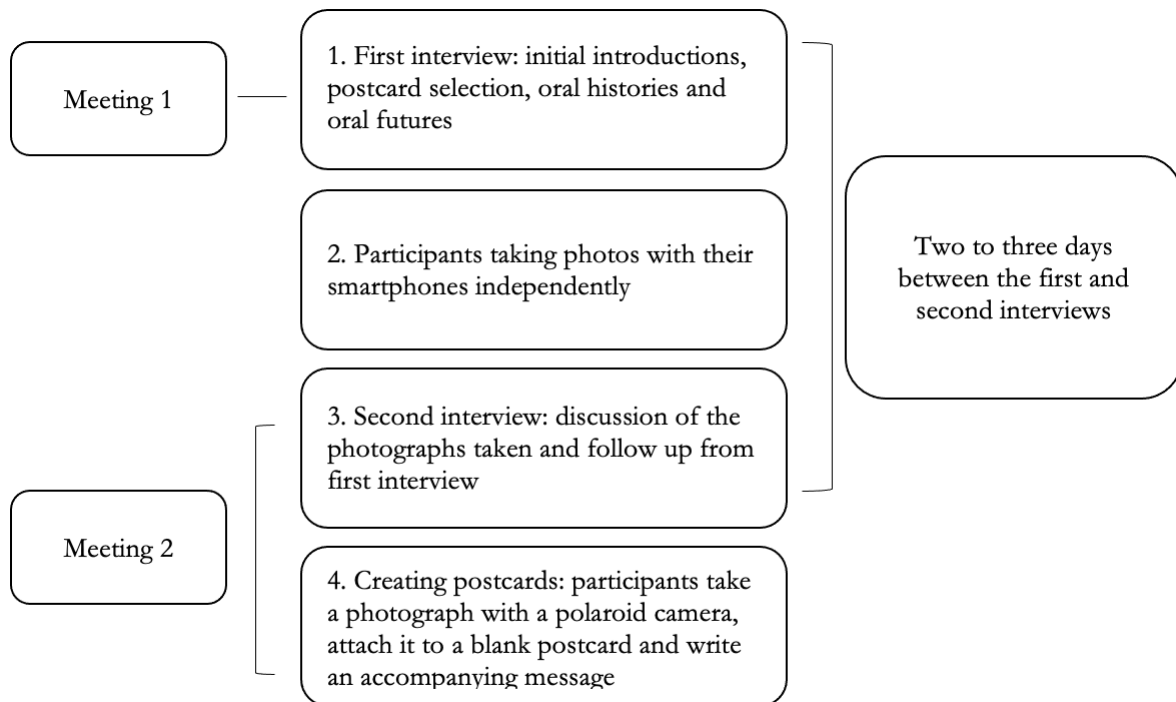 Meeting 1
1. First interview: initial introductions,
postcard selection, oral histories and
oral futures
2. Participants taking photos with their
smartphones independently
Two to three days
between the first and
second interviews
3. Second interview: discussion of the
photographs taken and follow up from
first interview
Meeting 2
4. Creating postcards: participants take
a photograph with a polaroid camera,
attach it to a blank postcard and write
an accompanying message